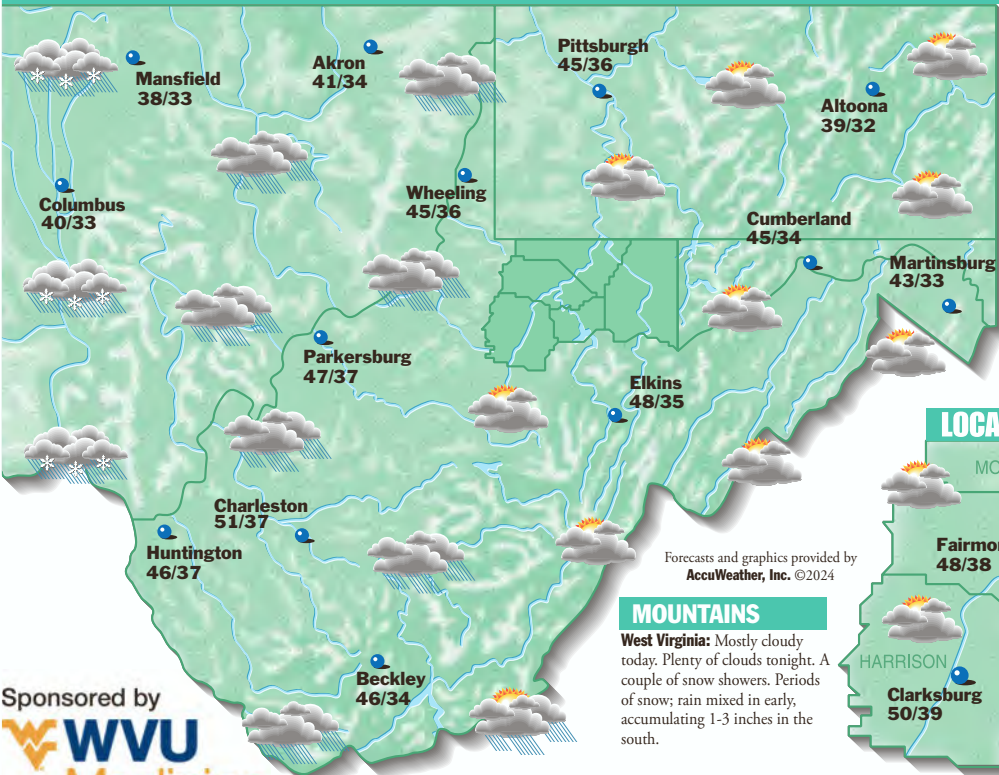 Mansfield
38/33
Akron
41/34
Pittsburgh
45/36
Altoona
39/32
Columbus
40/33
Wheeling
45/36
Cumberland
45/34
Martinsburg
43/33
Parkersburg
47/37
Elkins
48/35
Charleston
51/37
Huntington
46/37
Beckley
46/34
Forecasts and graphics provided by
AccuWeather, Inc. ©2024
MOUNTAINS
West Virginia: Mostly cloudy
today. Plenty of clouds tonight. A
couple of snow showers. Periods
of snow; rain mixed in early,
accumulating 1-3 inches in the
south.
LOCA
MO
Fairmo
48/38
HARRISON
Clarksburg
50/39
Sponsored by
WVU